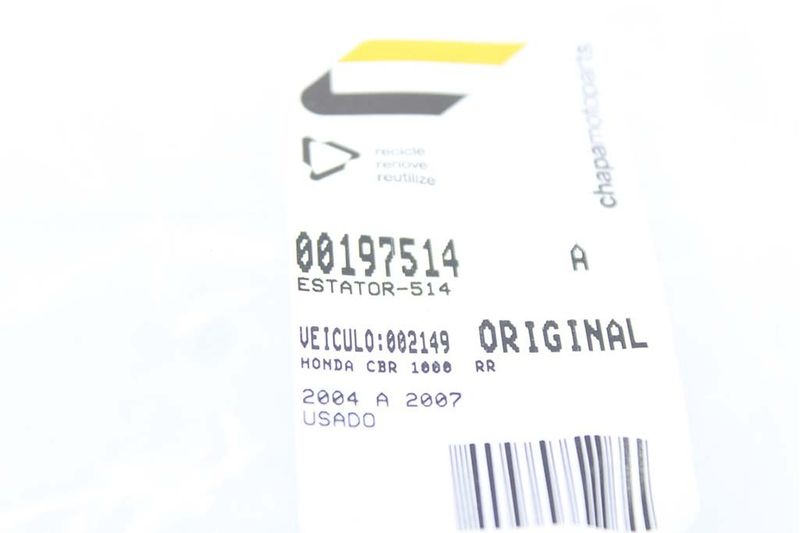 recicle
renove
reutilize
chapamotoparts
00197514 A
ESTATOR-514
VEICULO:002149 ORIGINAL
HONDA CBR 1000 RR
2004 A 2007
USADO